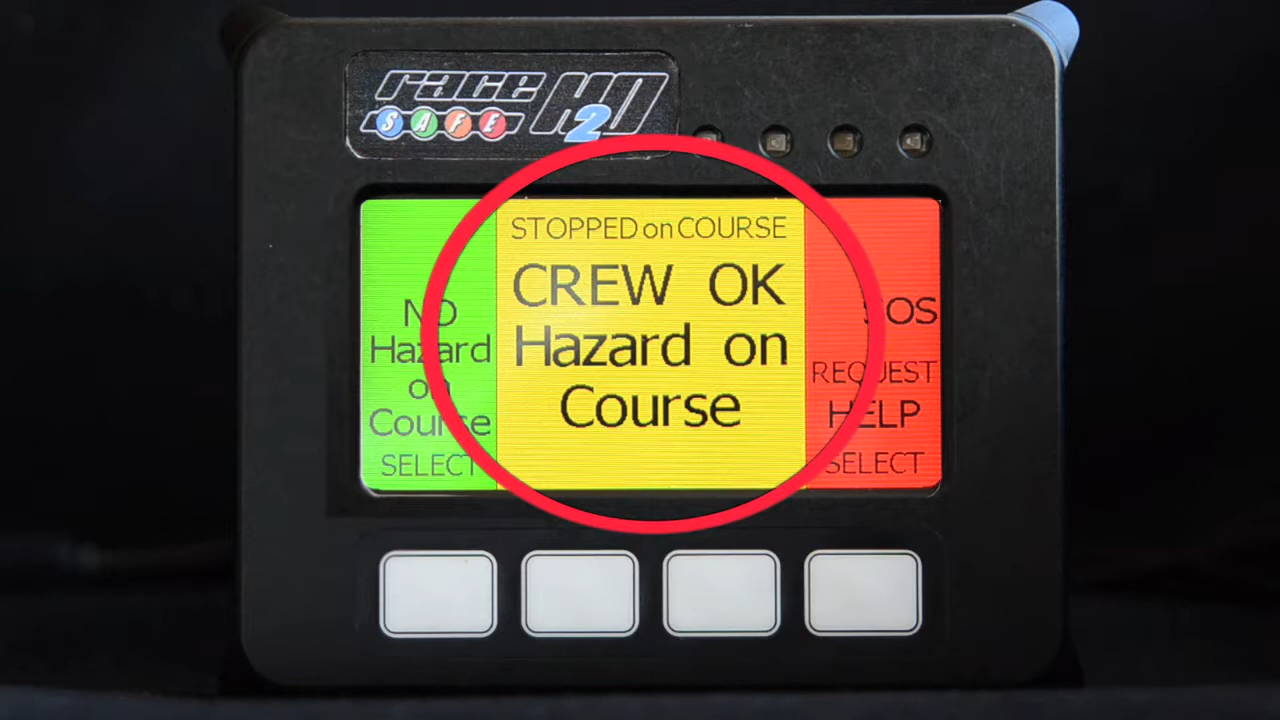 race
SAFE
H2O
NO
Hazard
on
Course
SELECT
STOPPED on COURSE
CREW OK
Hazard on
Course
SOS
REQUEST
HELP
SELECT